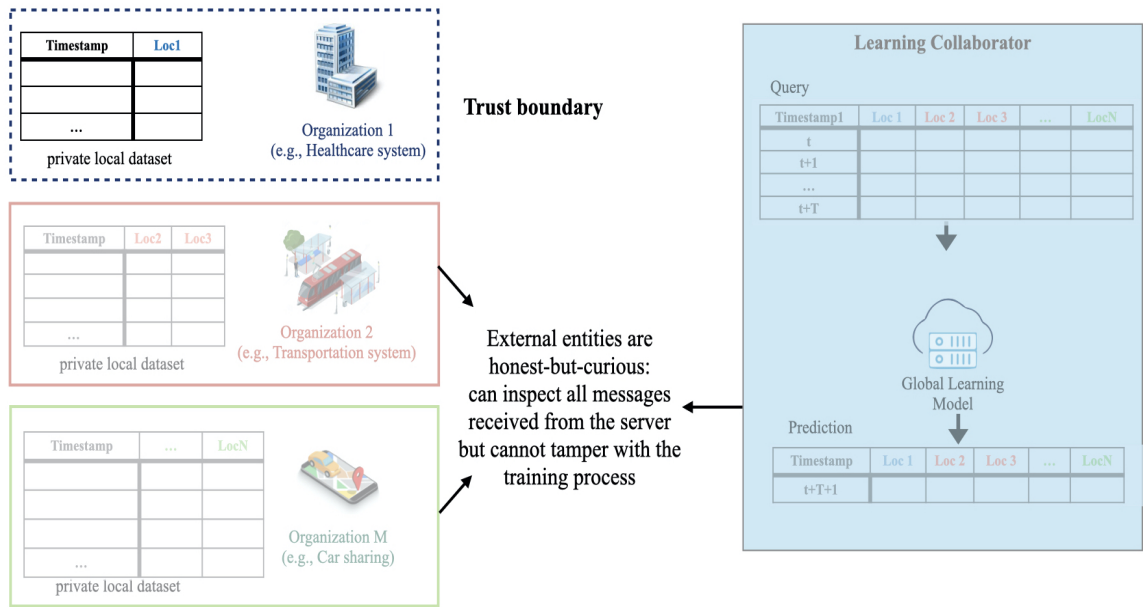 Timestamp Loc1
...
private local dataset
Organization 1
(e.g., Healthcare system)
Trust boundary
Timestamp Loc2 Loc3
...
private local dataset
Organization 2
(e.g., Transportation system)
Timestamp ... LocN
...
private local dataset
Organization M
(e.g., Car sharing)
External entities are
honest-but-curious:
can inspect all messages
received from the server
but cannot tamper with the
training process
Learning Collaborator
Query
Timestamp1 Loc 1 Loc 2 Loc 3 ... LocN
t
t+1
...
t+T
Global Learning
Model
Prediction
Timestamp Loc 1 Loc 2 Loc 3 ... LocN
t+T+1